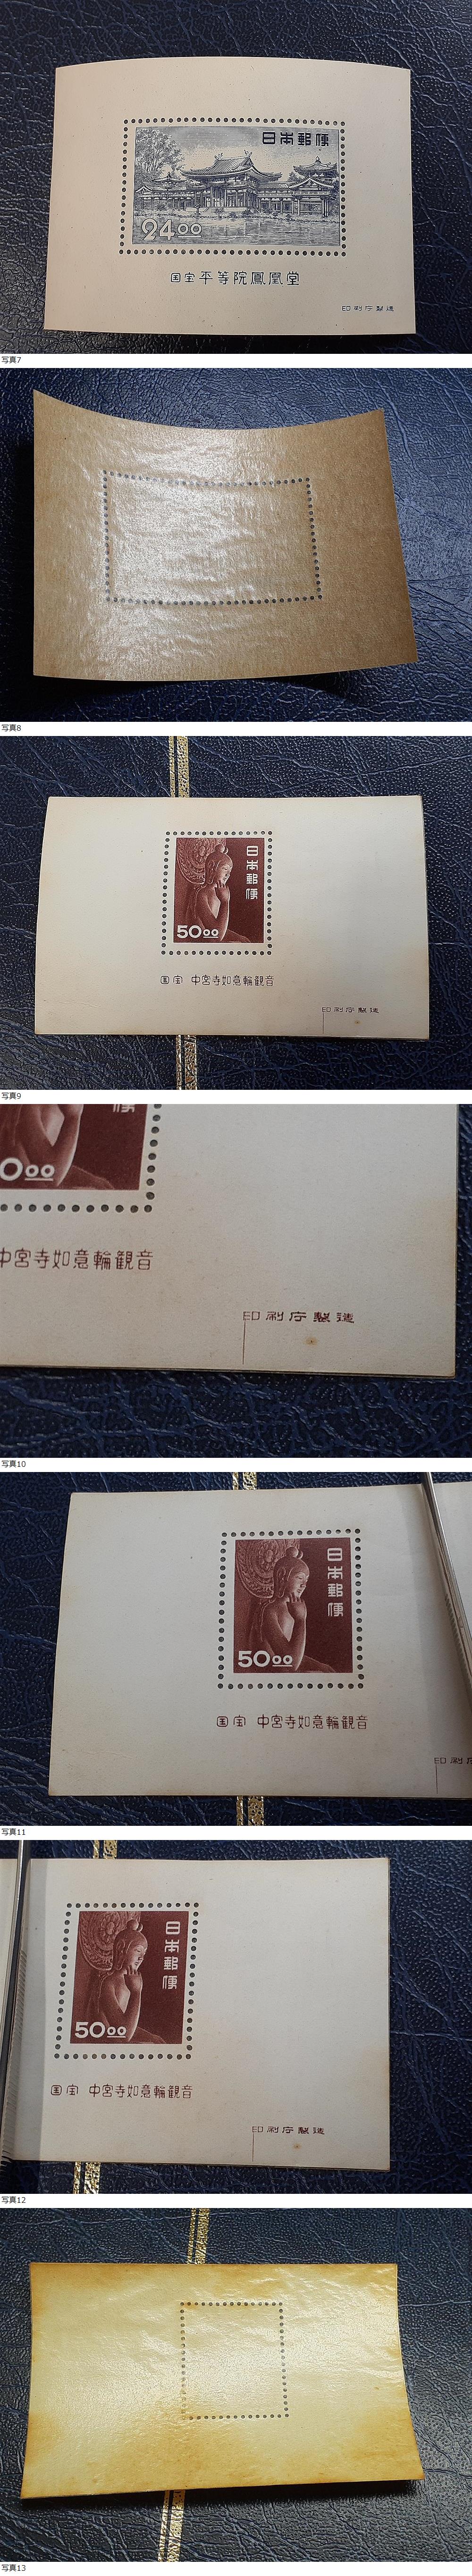 日本郵便
24.00
国宝 平等院鳳凰堂
印刷庁製造
写真7
写真8
日本郵便
50.00
国宝 中宮寺如意輪観音
印刷庁製造
写真9
便
0.00
中宮寺如意輪観音
印刷庁製造
写真10
日本郵便
50.00
国宝 中宮寺如意輪観音
印刷庁
写真11
日本郵便
50.00
国宝 中宮寺如意輪観音
印刷庁製造
写真12
写真13